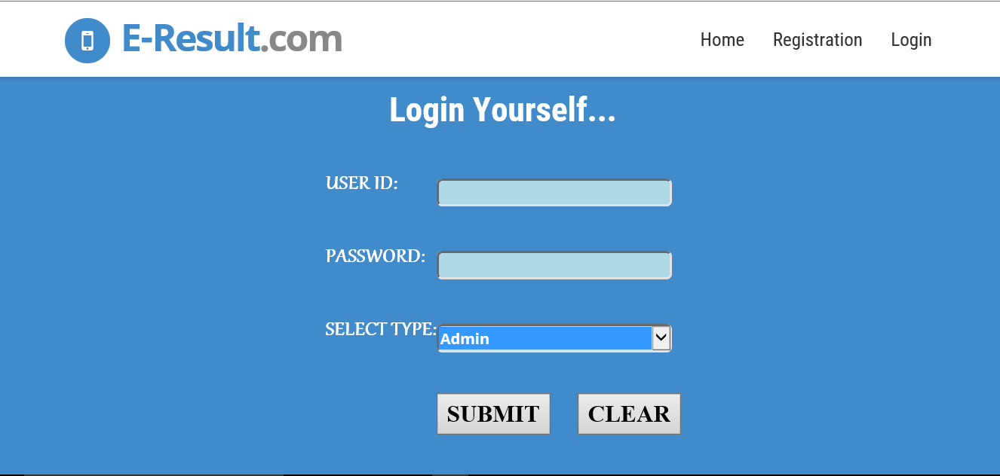 E-Result.com
Home Registration Login
Login Yourself...
USER ID:
PASSWORD:
SELECT TYPE: Admin
SUBMIT CLEAR